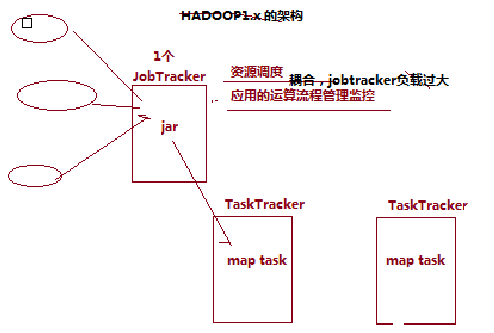 HADOOP1.x的架构
1个
JobTracker
资源调度
耦合，jobtracker负载过大
应用的运算流程管理监控
jar
TaskTracker
TaskTracker
map task
map task